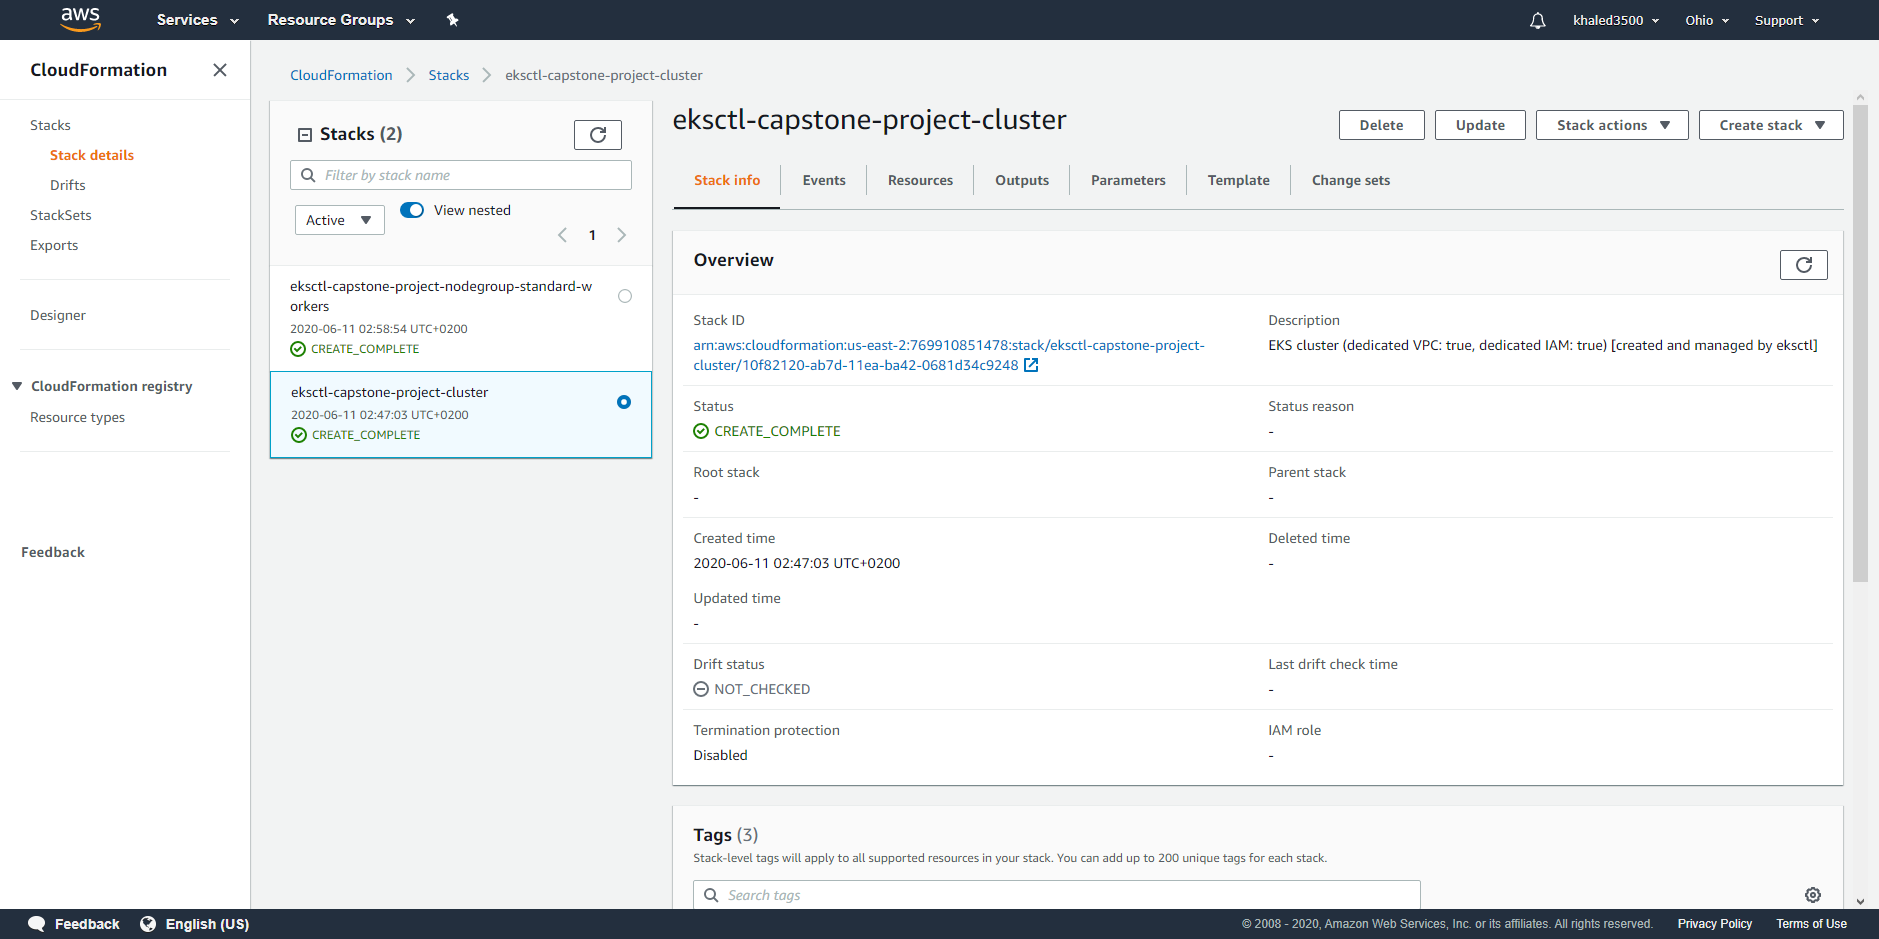 aws
Services
Resource Groups
khaled3500
Ohio
Support
CloudFormation
Stacks
Stack details
Drifts
StackSets
Exports
Designer
CloudFormation registry
Resource types
Feedback
CloudFormation > Stacks > eksctl-capstone-project-cluster
Stacks (2)
Filter by stack name
Active
View nested
1
eksctl-capstone-project-nodegroup-standard-w
orkers
2020-06-11 02:58:54 UTC+0200
CREATE_COMPLETE
eksctl-capstone-project-cluster
2020-06-11 02:47:03 UTC+0200
CREATE_COMPLETE
eksctl-capstone-project-cluster
Delete
Update
Stack actions
Create stack
Stack info
Events
Resources
Outputs
Parameters
Template
Change sets
Overview
Stack ID
arn:aws:cloudformation:us-east-2:769910851478:stack/eksctl-capstone-project-
cluster/10f82120-ab7d-11ea-ba42-0681d34c9248
Description
EKS cluster (dedicated VPC: true, dedicated IAM: true) [created and managed by eksctl]
Status
CREATE_COMPLETE
Status reason
-
Root stack
-
Parent stack
-
Created time
2020-06-11 02:47:03 UTC+0200
Deleted time
-
Updated time
-
Drift status
NOT_CHECKED
Last drift check time
-
Termination protection
Disabled
IAM role
-
Tags (3)
Stack-level tags will apply to all supported resources in your stack. You can add up to 200 unique tags for each stack.
Search tags
Feedback
English (US)
© 2008 - 2020, Amazon Web Services, Inc. or its affiliates. All rights reserved.
Privacy Policy
Terms of Use